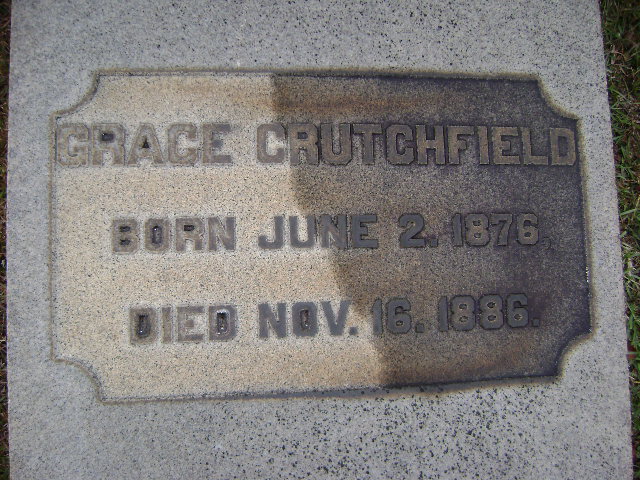 GRACE CRUTCHFIELD
BORN JUNE 2. 1876.
DIED NOV. 16. 1886.